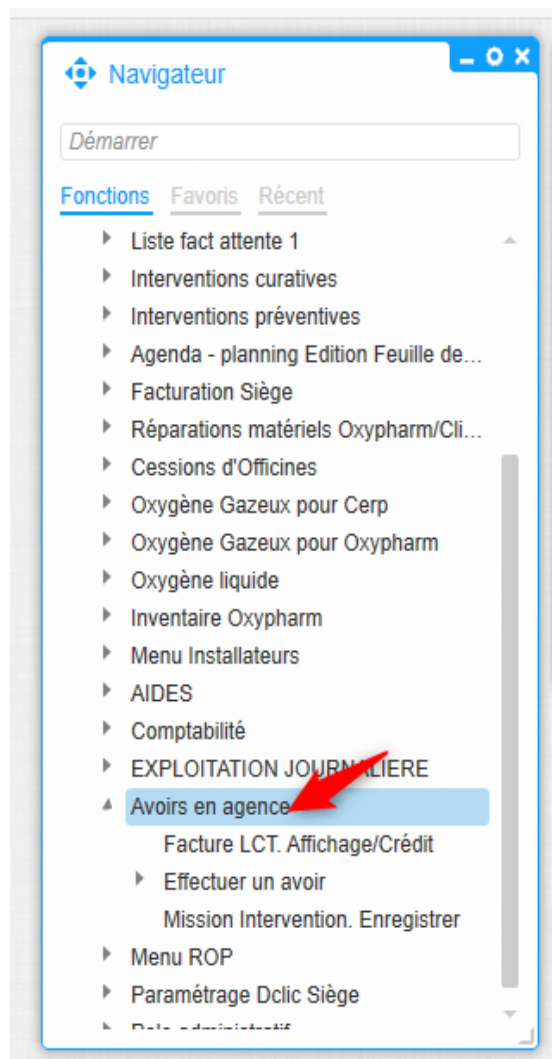 Navigateur
Démarrer
Fonctions Favoris Récent
Liste fact attente 1
Interventions curatives
Interventions préventives
Agenda - planning Edition Feuille de...
Facturation Siège
Réparations matériels Oxypharm/Cli...
Cessions d'Officines
Oxygène Gazeux pour Cerp
Oxygène Gazeux pour Oxypharm
Oxygène liquide
Inventaire Oxypharm
Menu Installateurs
AIDES
Comptabilité
EXPLOITATION JOURNALIERE
Avoirs en agence
Facture LCT. Affichage/Crédit
Effectuer un avoir
Mission Intervention. Enregistrer
Menu ROP
Paramétrage Dclic Siège